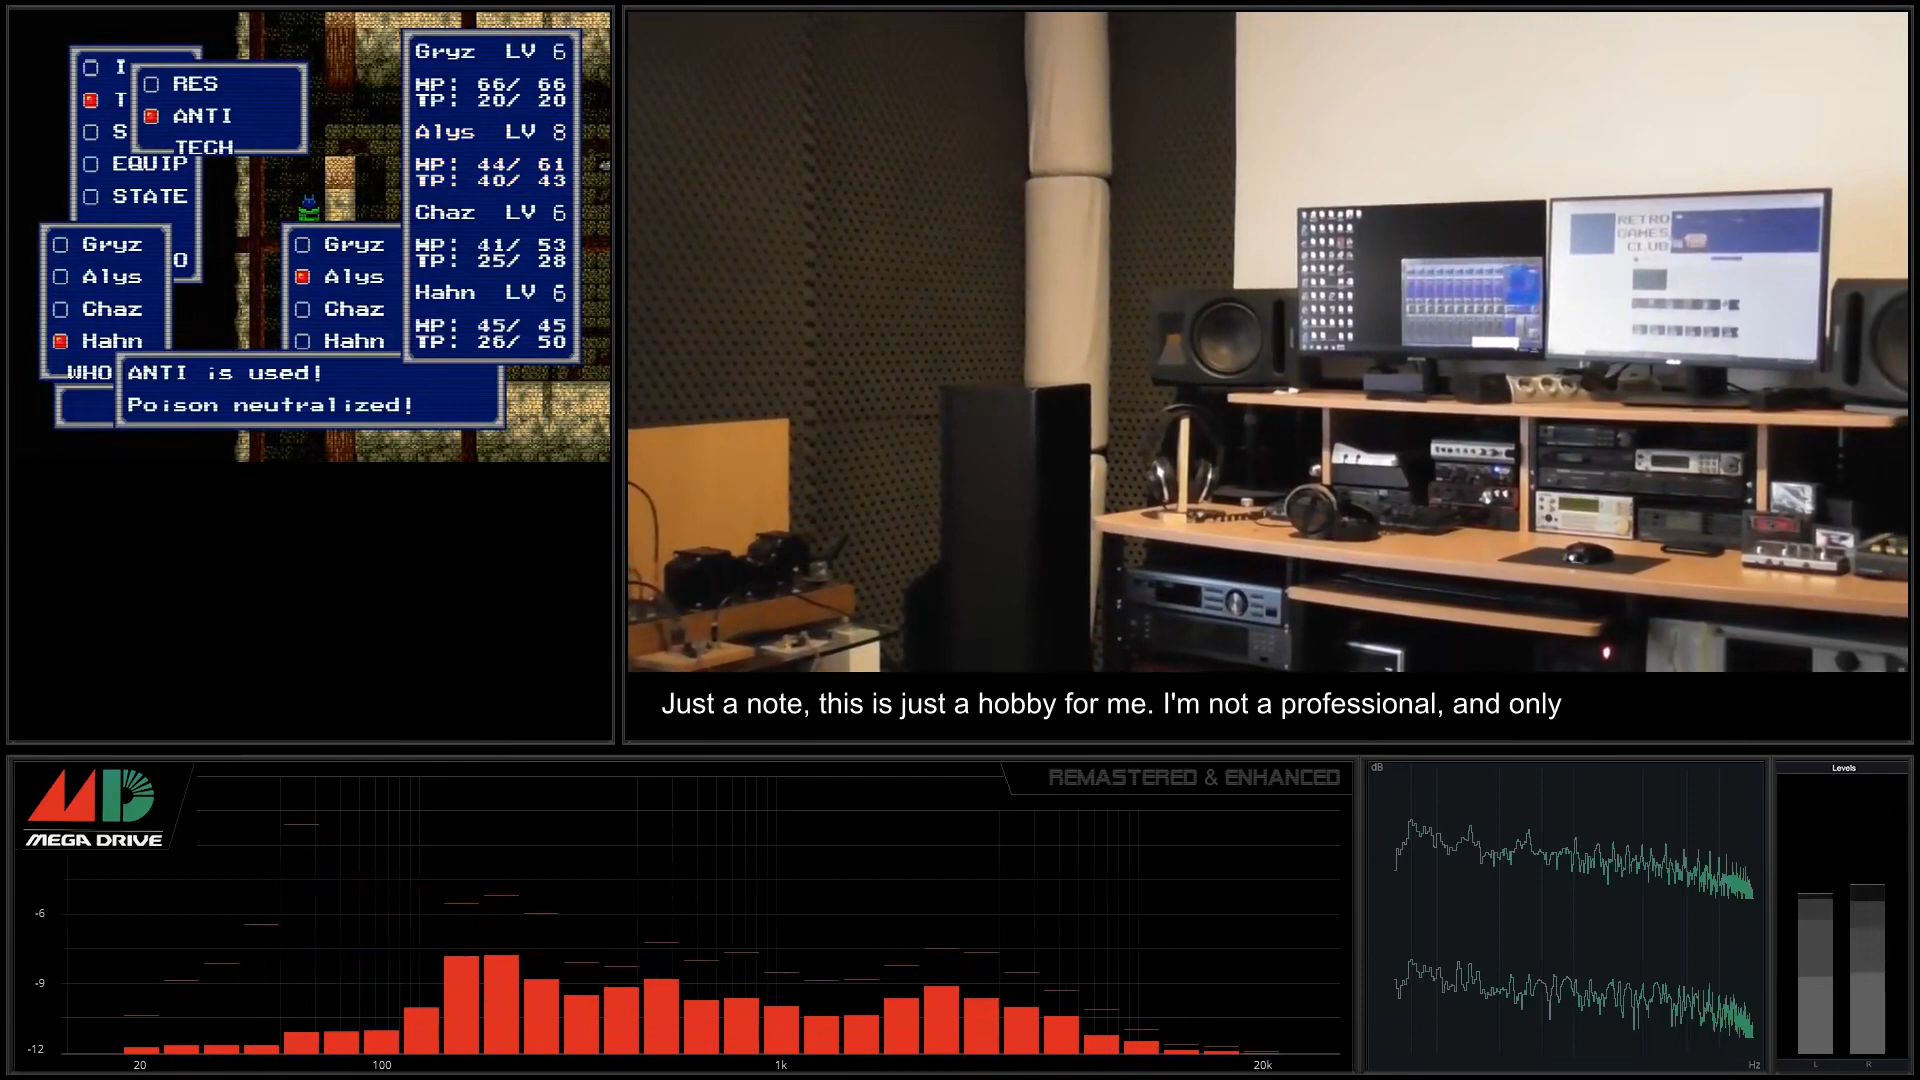 I
T
S
EQUIP
STATE
O
RES
ANTI
TECH
Gryz LV 6
HP: 66/ 66
TP: 20/ 20
Alys LV 8
HP: 44/ 61
TP: 40/ 43
Chaz LV 6
HP: 41/ 53
TP: 25/ 28
Hahn LV 6
HP: 45/ 45
TP: 26/ 50
Gryz
Alys
Chaz
Hahn
WHO
Gryz
Alys
Chaz
Hahn
ANTI is used!
Poison neutralized!
RETRO
GAMES
CLUB
Just a note, this is just a hobby for me. I'm not a professional, and only
MEGA DRIVE
REMASTERED & ENHANCED
-6
-9
-12
20
100
1k
20k
dB
Hz
Levels
L
R